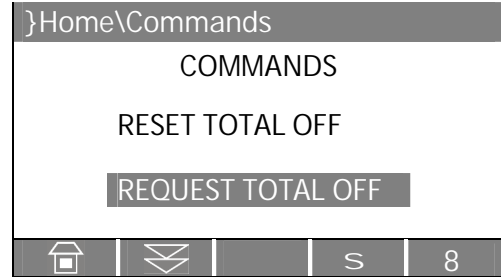 }Home\Commands
COMMANDS
RESET TOTAL OFF
REQUEST TOTAL OFF
s 8